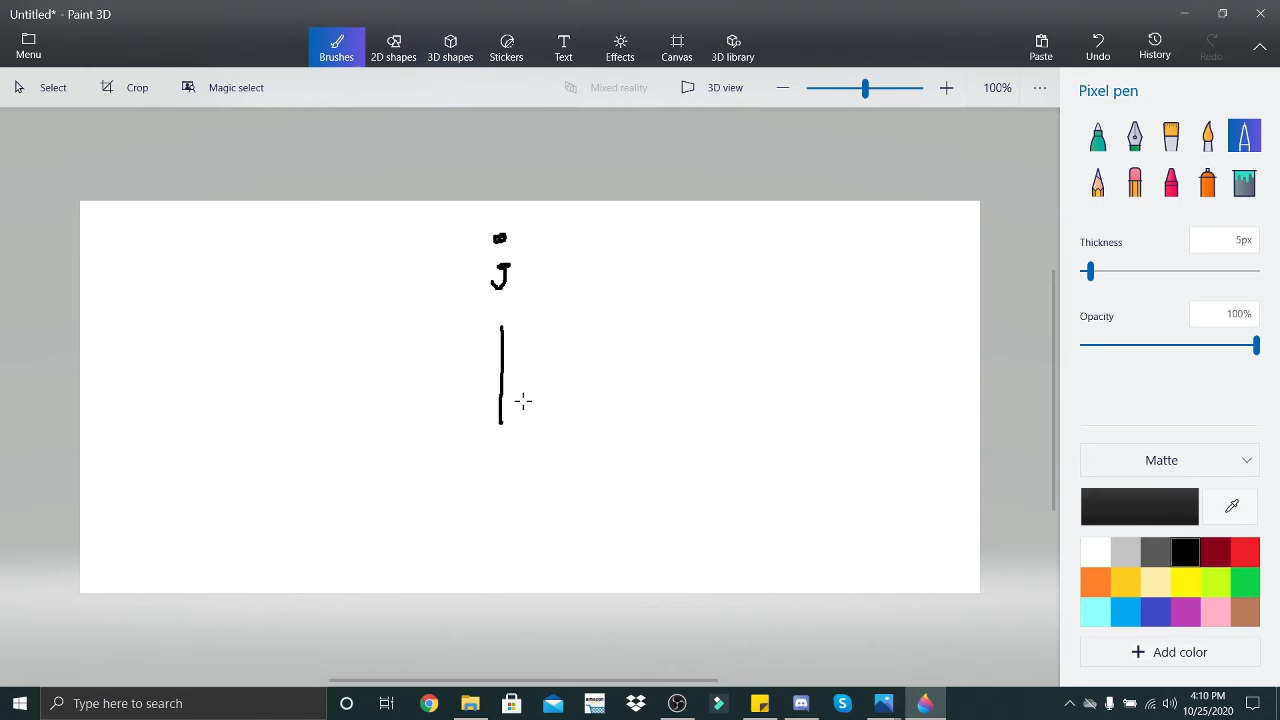 Untitled* - Paint 3D
Menu
Brushes
2D shapes
3D shapes
Stickers
Text
Effects
Canvas
3D library
Paste
Undo
History
Redo
Select
Crop
Magic select
Mixed reality
3D view
100%
Pixel pen
Thickness
5px
Opacity
100%
Matte
Add color
J
Type here to search
amazon
4:10 PM
10/25/2020